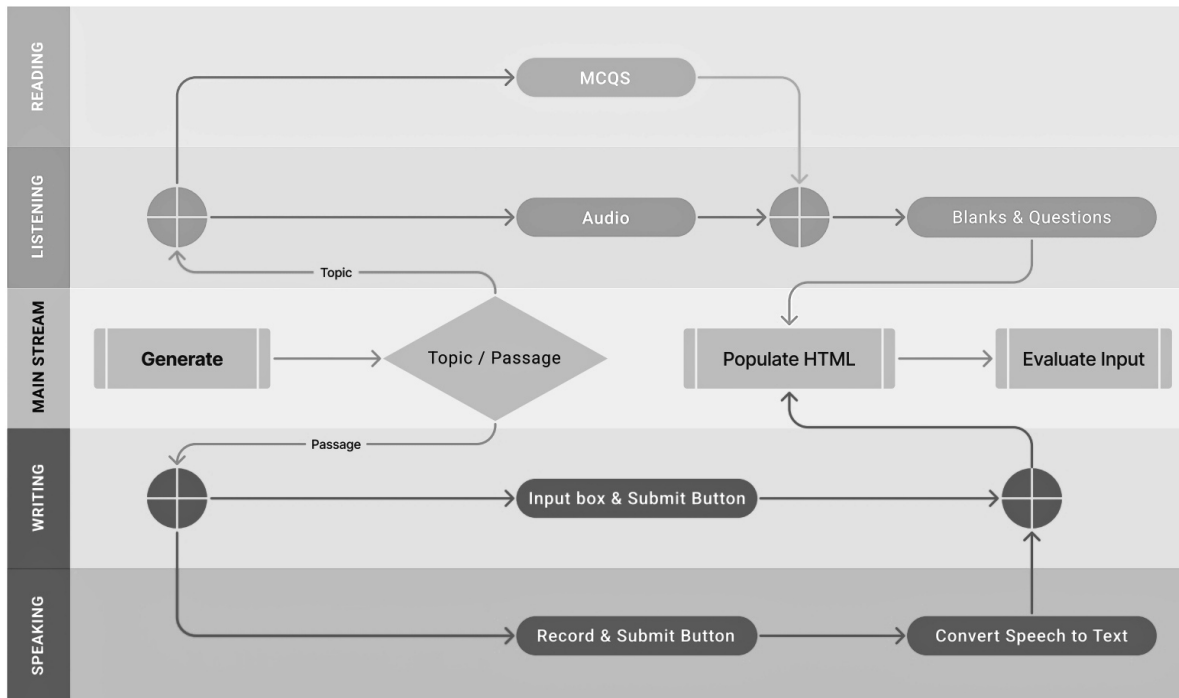 READING
MCQS
LISTENING
Audio
Blanks & Questions
Topic
MAIN STREAM
Generate
Topic / Passage
Populate HTML
Evaluate Input
Passage
WRITING
Input box & Submit Button
SPEAKING
Record & Submit Button
Convert Speech to Text